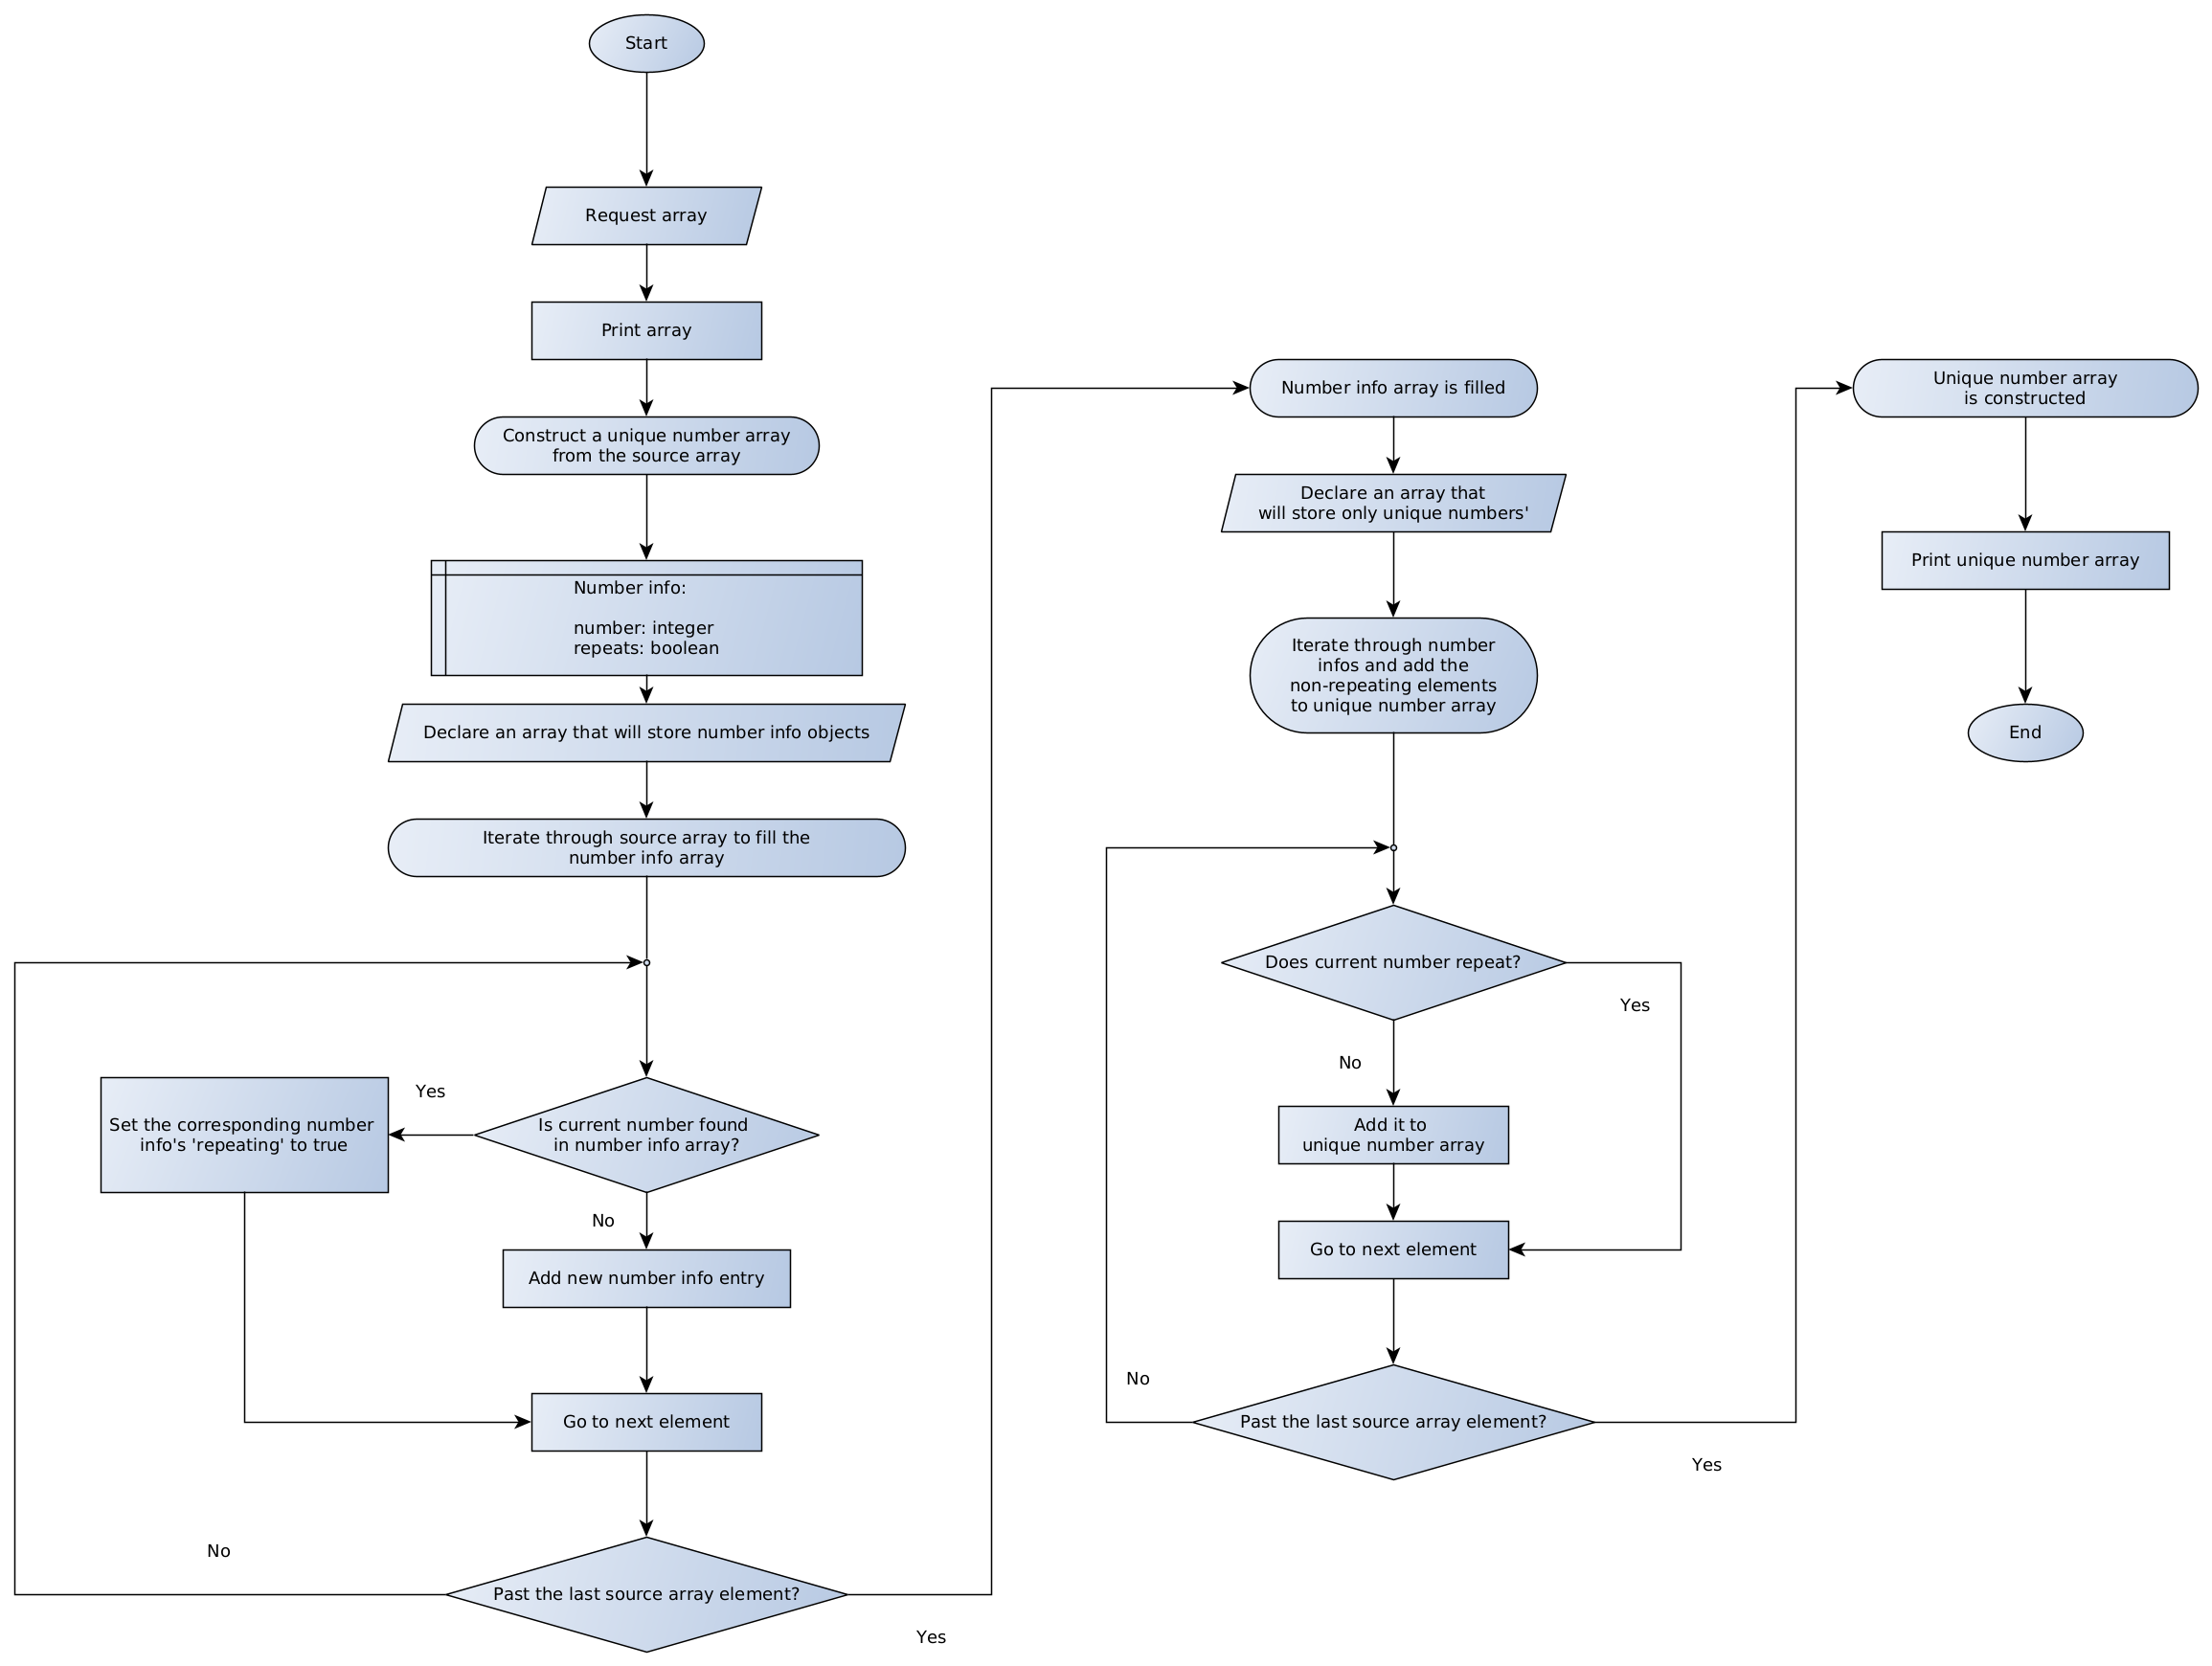 Start
Request array
Print array
Construct a unique number array
from the source array
Number info:
number: integer
repeats: boolean
Declare an array that will store number info objects
Iterate through source array to fill the
number info array
Is current number found
in number info array?
Yes
Set the corresponding number
info's 'repeating' to true
No
Add new number info entry
Go to next element
Past the last source array element?
No
Yes
Number info array is filled
Declare an array that
will store only unique numbers'
Iterate through number
infos and add the
non-repeating elements
to unique number array
Does current number repeat?
Yes
No
Add it to
unique number array
Go to next element
Past the last source array element?
No
Yes
Unique number array
is constructed
Print unique number array
End